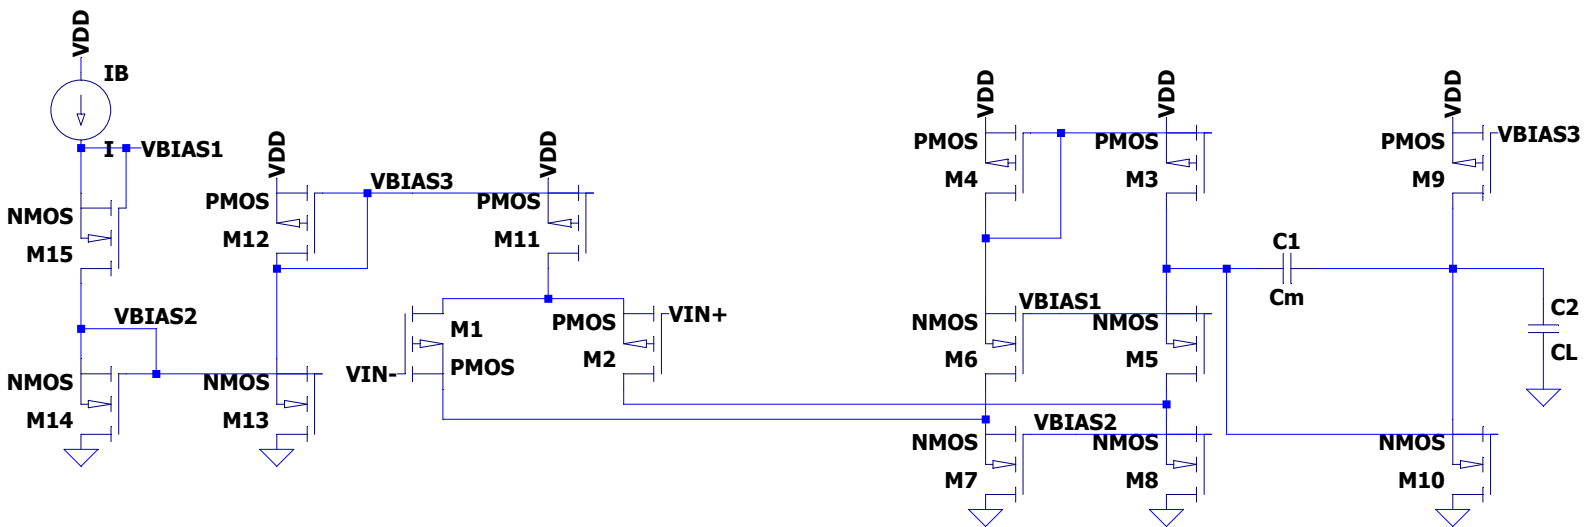 VDD
IB
I
VBIAS1
NMOS
M15
VBIAS2
NMOS
M14
VDD
PMOS
M12
VBIAS3
NMOS
M13
VDD
PMOS
M11
M1
PMOS
VIN-
PMOS
M2
VIN+
VDD
PMOS
M4
VDD
PMOS
M3
VBIAS1
NMOS
M6
NMOS
M5
VBIAS2
NMOS
M7
NMOS
M8
C1
Cm
VDD
PMOS
M9
VBIAS3
C2
CL
NMOS
M10